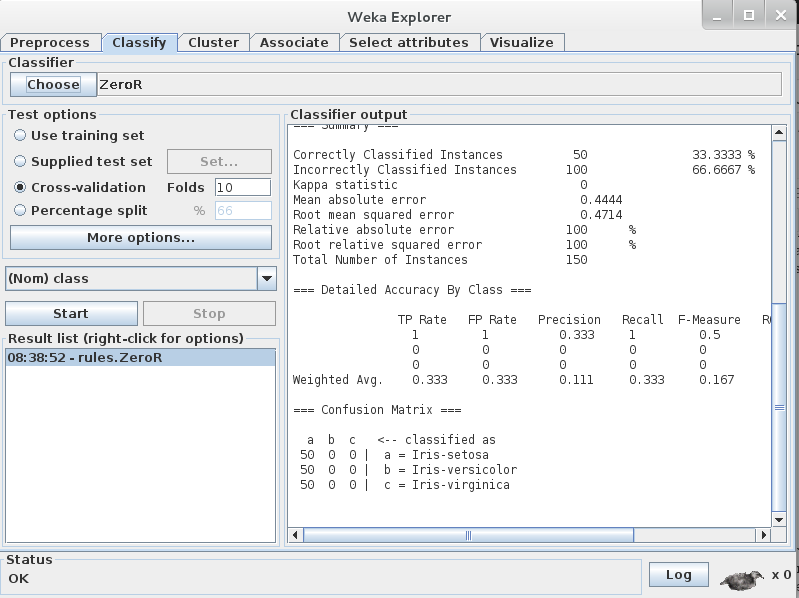 Weka Explorer
Preprocess Classify Cluster Associate Select attributes Visualize
Classifier
Choose ZeroR
Test options
Use training set
Supplied test set Set...
Cross-validation Folds 10
Percentage split % 66
More options...
(Nom) class
Start Stop
Result list (right-click for options)
08:38:52 - rules.ZeroR
Classifier output
=== Summary ===
Correctly Classified Instances 50 33.3333 %
Incorrectly Classified Instances 100 66.6667 %
Kappa statistic 0
Mean absolute error 0.4444
Root mean squared error 0.4714
Relative absolute error 100 %
Root relative squared error 100 %
Total Number of Instances 150
=== Detailed Accuracy By Class ===
TP Rate FP Rate Precision Recall F-Measure
1 1 0.333 1 0.5
0 0 0 0 0
0 0 0 0 0
Weighted Avg. 0.333 0.333 0.111 0.333 0.167
=== Confusion Matrix ===
a b c <-- classified as
50 0 0 | a = Iris-setosa
50 0 0 | b = Iris-versicolor
50 0 0 | c = Iris-virginica
Status
OK
Log x 0